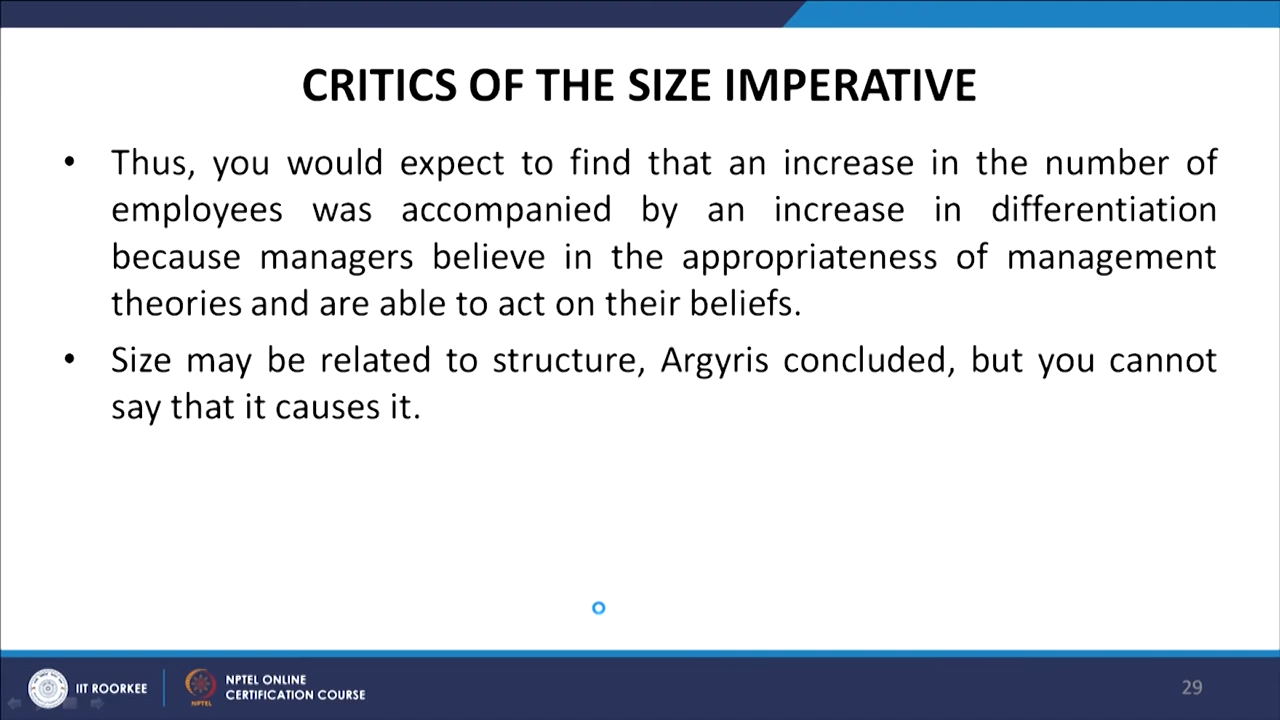 CRITICS OF THE SIZE IMPERATIVE
• Thus, you would expect to find that an increase in the number of
employees was accompanied by an increase in differentiation
because managers believe in the appropriateness of management
theories and are able to act on their beliefs.
• Size may be related to structure, Argyris concluded, but you cannot
say that it causes it.
IIT ROORKEE
NPTEL
NPTEL ONLINE
CERTIFICATION COURSE
29